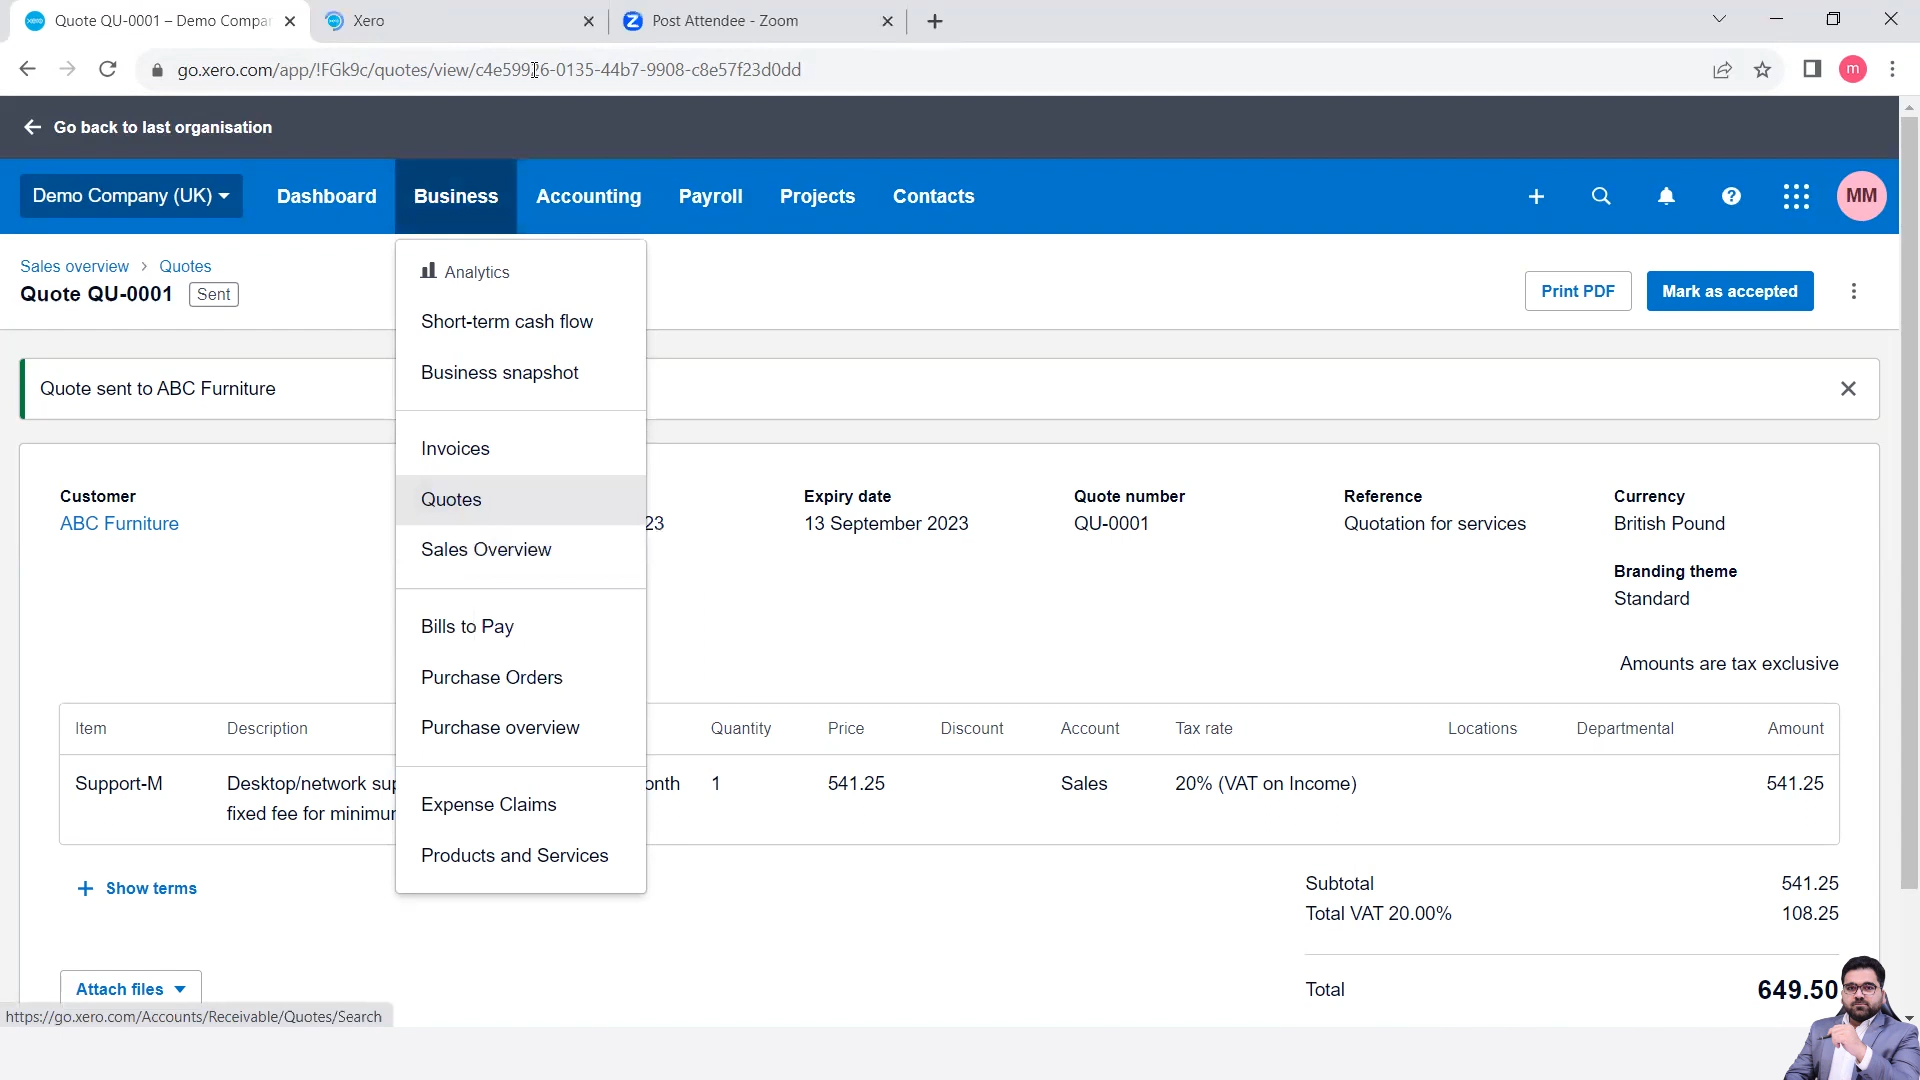 Quote QU-0001 – Demo Compar
Xero
Post Attendee - Zoom
go.xero.com/app/!FGk9c/quotes/view/c4e59926-0135-44b7-9908-c8e57f23d0dd
m
Go back to last organisation
Demo Company (UK)
Dashboard
Business
Accounting
Payroll
Projects
Contacts
MM
Sales overview > Quotes
Quote QU-0001
Sent
Print PDF
Mark as accepted
Analytics
Short-term cash flow
Business snapshot
Invoices
Quotes
Sales Overview
Bills to Pay
Purchase Orders
Purchase overview
Expense Claims
Products and Services
Quote sent to ABC Furniture
Customer
ABC Furniture
23
Expiry date
13 September 2023
Quote number
QU-0001
Reference
Quotation for services
Currency
British Pound
Branding theme
Standard
Amounts are tax exclusive
Item Description Quantity Price Discount Account Tax rate Locations Departmental Amount
Support-M Desktop/network sup onth 1 541.25 Sales 20% (VAT on Income) 541.25
fixed fee for minimur
Show terms
Subtotal 541.25
Total VAT 20.00% 108.25
Total 649.50
Attach files
https://go.xero.com/Accounts/Receivable/Quotes/Search